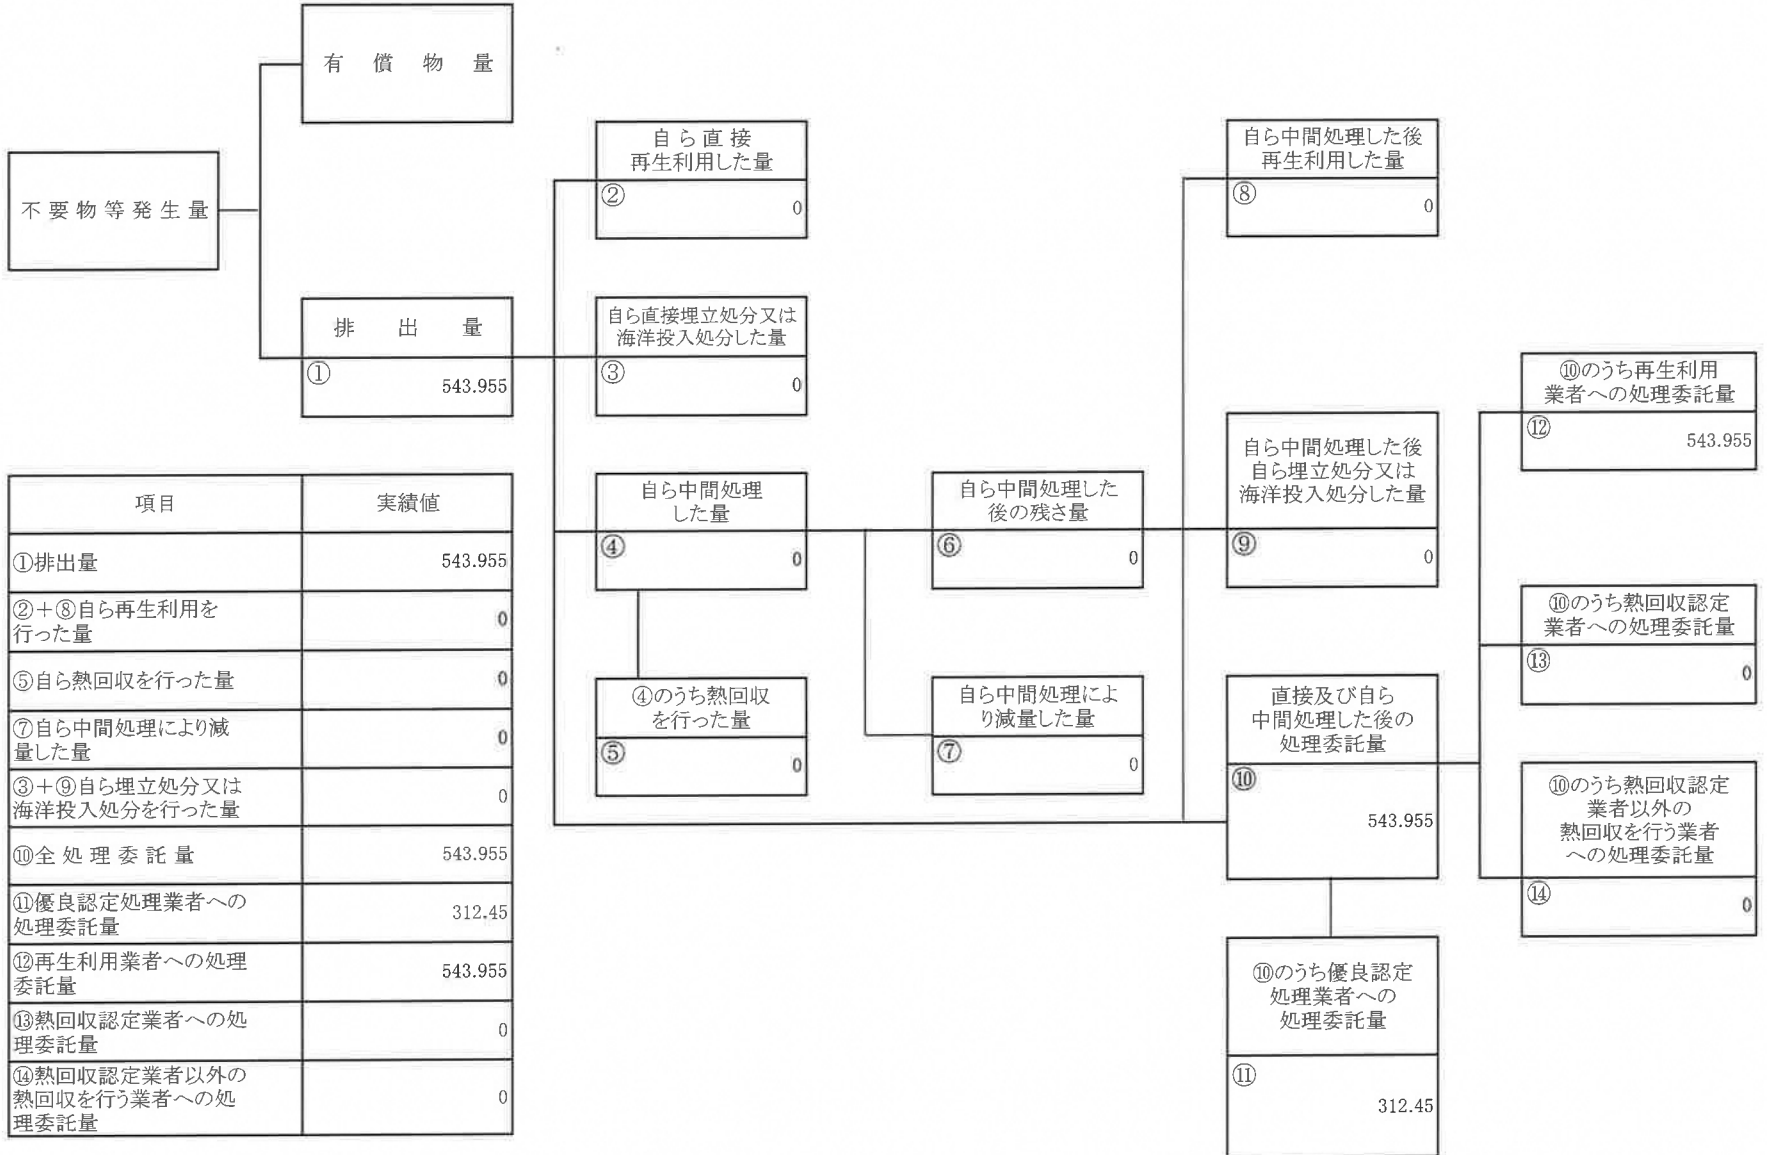 有償物量
不要物等発生量
排出量
①
543.955
自ら直接
再生利用した量
②
0
自ら直接埋立処分又は
海洋投入処分した量
③
0
自ら中間処理
した量
④
0
④のうち熱回収
を行った量
⑤
0
自ら中間処理した
後の残さ量
⑥
0
自ら中間処理によ
り減量した量
⑦
0
自ら中間処理した後
再生利用した量
⑧
0
自ら中間処理した後
自ら埋立処分又は
海洋投入処分した量
⑨
0
直接及び自ら
中間処理した後の
処理委託量
⑩
543.955
⑩のうち優良認定
処理業者への
処理委託量
⑪
312.45
⑩のうち再生利用
業者への処理委託量
⑫
543.955
⑩のうち熱回収認定
業者への処理委託量
⑬
0
⑩のうち熱回収認定
業者以外の
熱回収を行う業者
への処理委託量
⑭
0
項目 実績値
①排出量 543.955
②+⑧自ら再生利用を
行った量 0
⑤自ら熱回収を行った量 0
⑦自ら中間処理により減
量した量 0
③+⑨自ら埋立処分又は
海洋投入処分を行った量 0
⑩全処理委託量 543.955
⑪優良認定処理業者への
処理委託量 312.45
⑫再生利用業者への処理
委託量 543.955
⑬熱回収認定業者への処
理委託量 0
⑭熱回収認定業者以外の
熱回収を行う業者への処
理委託量 0